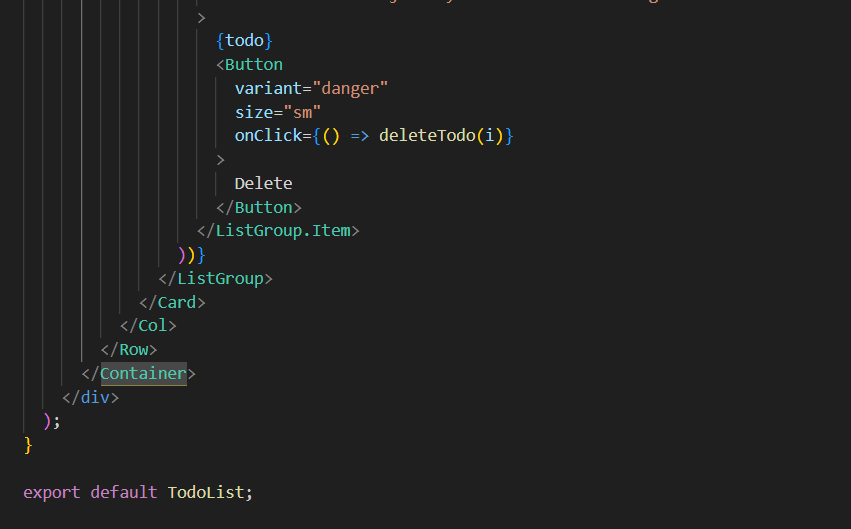 >
{todo}
<Button
variant="danger"
size="sm"
onClick={() => deleteTodo(i)}
>
Delete
</Button>
</ListGroup.Item>
))}
</ListGroup>
</Card>
</Col>
</Row>
</Container>
</div>
);
}
export default TodoList;